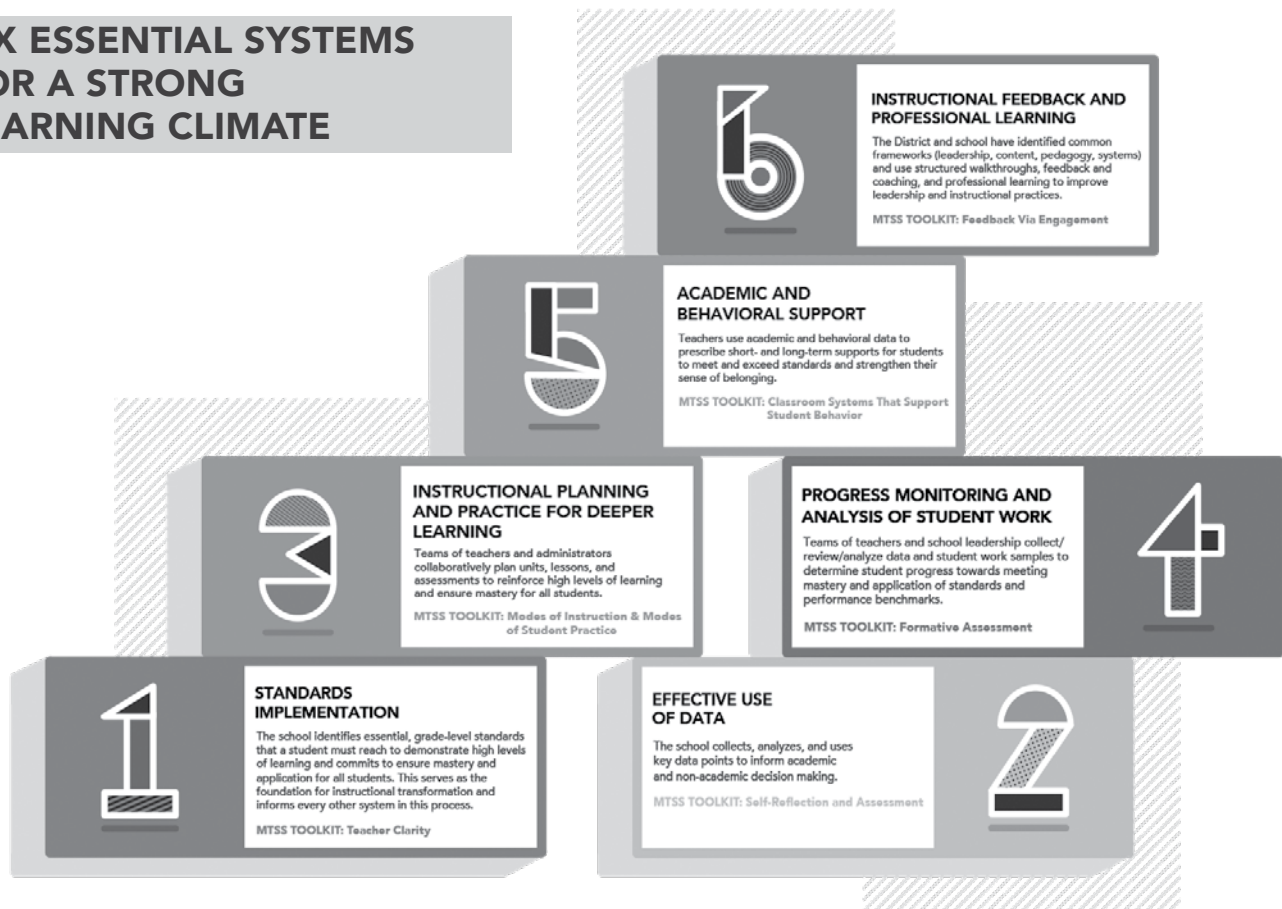 X ESSENTIAL SYSTEMS
OR A STRONG
ARNING CLIMATE
6
INSTRUCTIONAL FEEDBACK AND
PROFESSIONAL LEARNING
The District and school have identified common
frameworks (leadership, content, pedagogy, systems)
and use structured walkthroughs, feedback and
coaching, and professional learning to improve
leadership and instructional practices.
MTSS TOOLKIT: Feedback Via Engagement
5
ACADEMIC AND
BEHAVIORAL SUPPORT
Teachers use academic and behavioral data to
prescribe short- and long-term supports for students
to meet and exceed standards and strengthen their
sense of belonging.
MTSS TOOLKIT: Classroom Systems That Support
Student Behavior
3
INSTRUCTIONAL PLANNING
AND PRACTICE FOR DEEPER
LEARNING
Teams of teachers and administrators
collaboratively plan units, lessons, and
assessments to reinforce high levels of learning
and ensure mastery for all students.
MTSS TOOLKIT: Modes of Instruction & Modes
of Student Practice
PROGRESS MONITORING AND
ANALYSIS OF STUDENT WORK
Teams of teachers and school leadership collect/
review/analyze data and student work samples to
determine student progress towards meeting
mastery and application of standards and
performance benchmarks.
MTSS TOOLKIT: Formative Assessment
4
1
STANDARDS
IMPLEMENTATION
The school identifies essential, grade-level standards
that a student must reach to demonstrate high levels
of learning and commits to ensure mastery and
application for all students. This serves as the
foundation for instructional transformation and
informs every other system in this process.
MTSS TOOLKIT: Teacher Clarity
EFFECTIVE USE
OF DATA
The school collects, analyzes, and uses
key data points to inform academic
and non-academic decision making.
MTSS TOOLKIT: Self-Reflection and Assessment
2